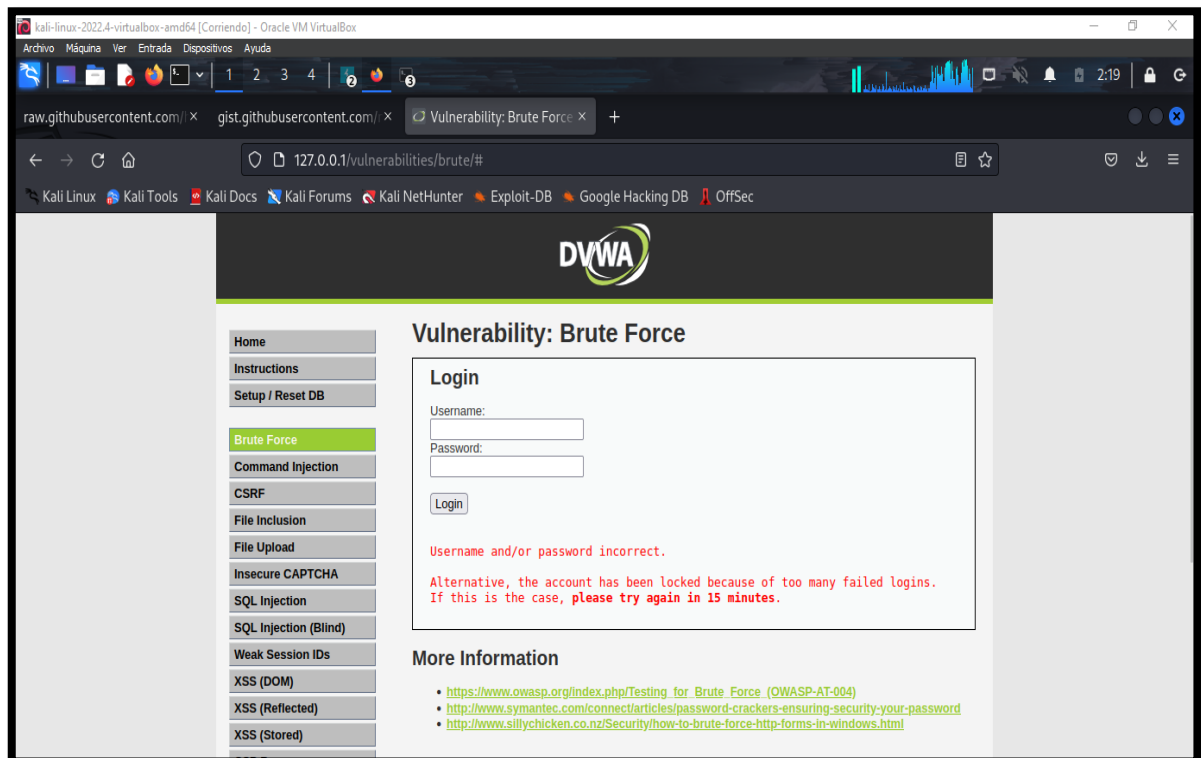 kali-linux-2022.4-virtualbox-amd64 [Corriendo] - Oracle VM VirtualBox
Archivo Máquina Ver Entrada Dispositivos Ayuda
1 2 3 4 2 3 2:19
raw.githubusercontent.com/ gist.githubusercontent.com/ Vulnerability: Brute Force
127.0.0.1/vulnerabilities/brute/#
Kali Linux Kali Tools Kali Docs Kali Forums Kali NetHunter Exploit-DB Google Hacking DB OffSec
DVWA
Home
Instructions
Setup / Reset DB
Brute Force
Command Injection
CSRF
File Inclusion
File Upload
Insecure CAPTCHA
SQL Injection
SQL Injection (Blind)
Weak Session IDs
XSS (DOM)
XSS (Reflected)
XSS (Stored)
Vulnerability: Brute Force
Login
Username:
Password:
Login
Username and/or password incorrect.
Alternative, the account has been locked because of too many failed logins.
If this is the case, please try again in 15 minutes.
More Information
https://www.owasp.org/index.php/Testing_for_Brute_Force_(OWASP-AT-004)
http://www.symantec.com/connect/articles/password-crackers-ensuring-security-your-password
http://www.sillychicken.co.nz/Security/how-to-brute-force-http-forms-in-windows.html